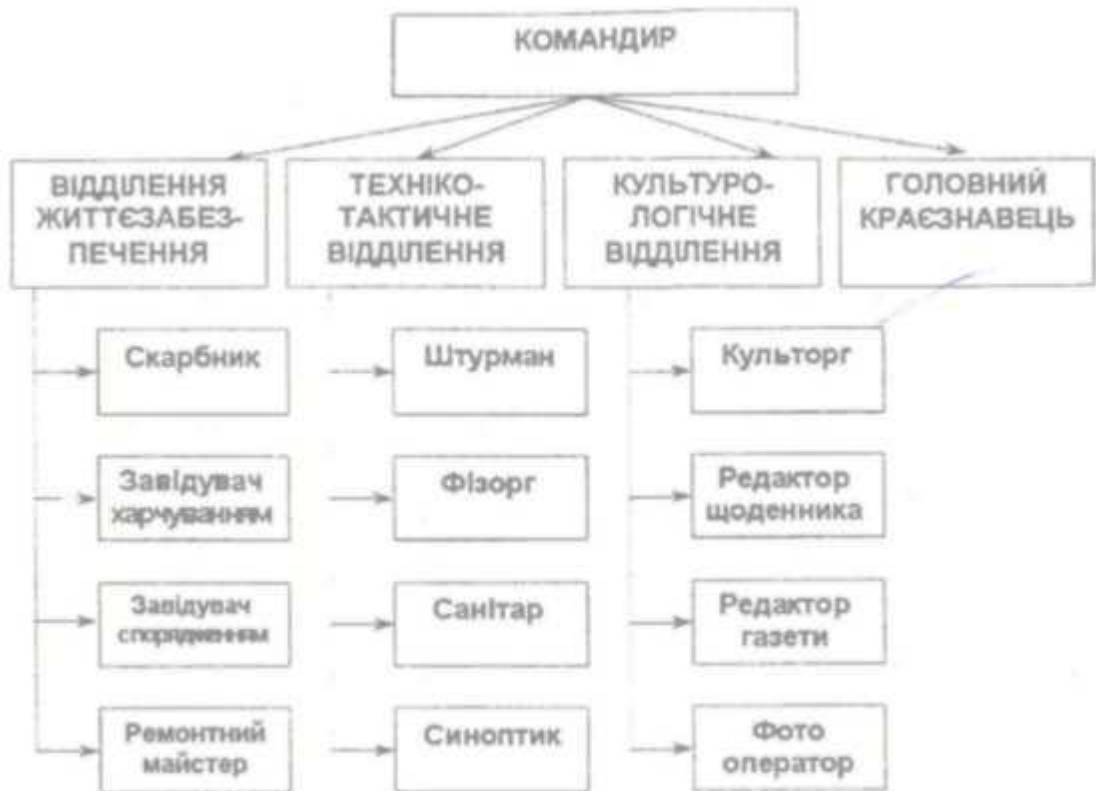 КОМАНДИР
ВІДДІЛЕННЯ
ЖИТТЄЗАБЕЗ-
ПЕЧЕННЯ
ТЕХНІКО-
ТАКТИЧНЕ
ВІДДІЛЕННЯ
КУЛЬТУРО-
ЛОГІЧНЕ
ВІДДІЛЕННЯ
ГОЛОВНИЙ
КРАЄЗНАВЕЦЬ
Скарбник
Завідувач
харчуванням
Завідувач
спорядженням
Ремонтний
майстер
Штурман
Фізорг
Санітар
Синоптик
Культорг
Редактор
щоденника
Редактор
газети
Фото
оператор